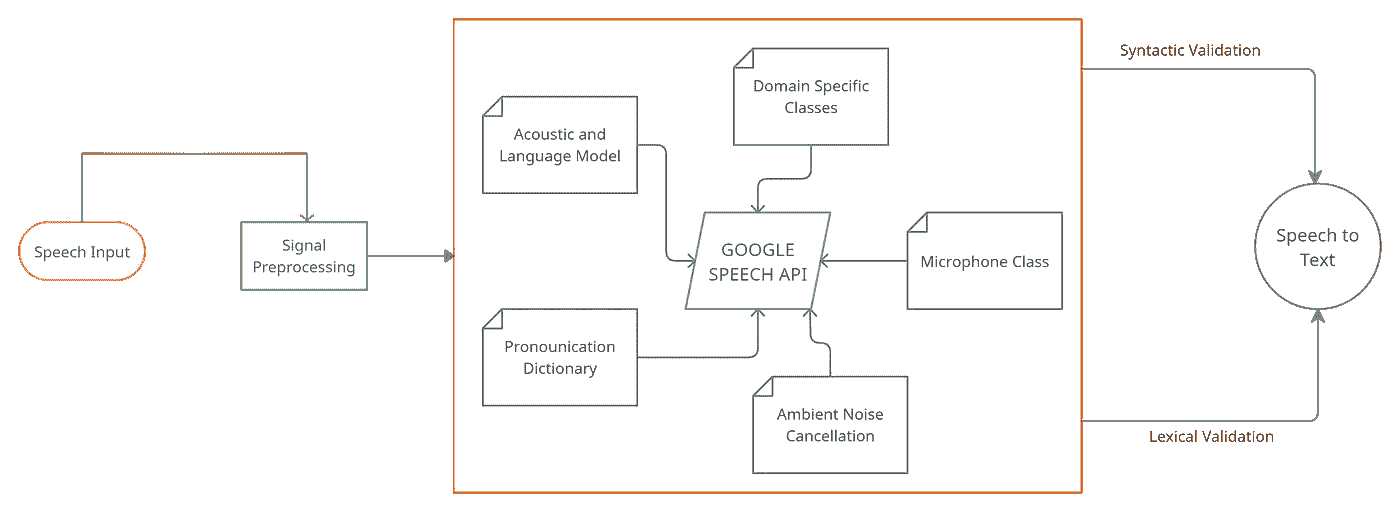 Speech Input
Signal
Preprocessing
Acoustic and
Language Model
Domain Specific
Classes
GOOGLE
SPEECH API
Microphone Class
Pronounication
Dictionary
Ambient Noise
Cancellation
Syntactic Validation
Lexical Validation
Speech to
Text